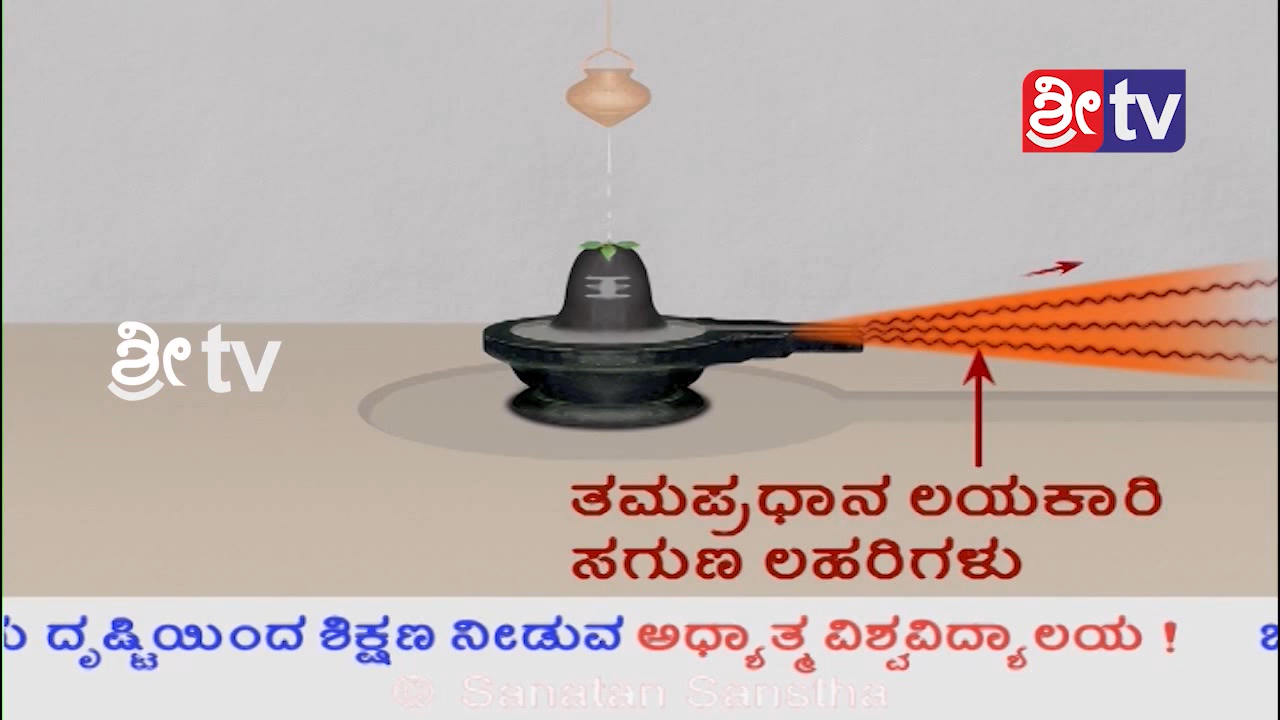 ಶ್ರೀ tv
ಶ್ರೀ tv
ತಮಪ್ರಧಾನ ಲಯಕಾರಿ
ಸಗುಣ ಲಹರಿಗಳು
ದೃಷ್ಟಿಯಿಂದ ಶಿಕ್ಷಣ ನೀಡುವ ಅಧ್ಯಾತ್ಮ ವಿಶ್ವವಿದ್ಯಾಲಯ !
© Sanatan Sanstha